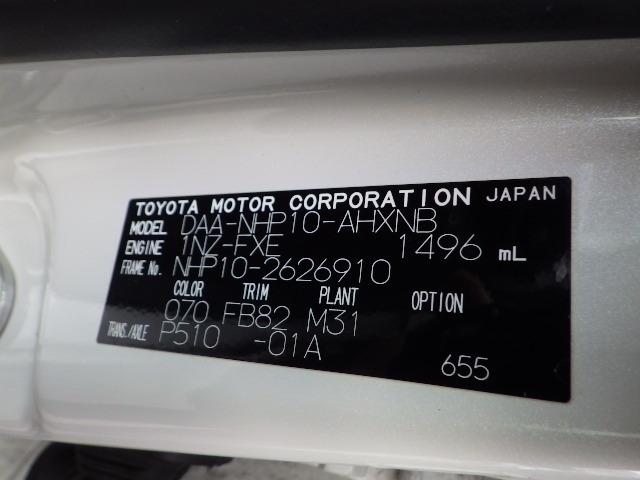 TOYOTA MOTOR CORPORATION JAPAN
MODEL DAA-NHP10-AHXNB
ENGINE 1NZ-FXE 1496 mL
FRAME No. NHP10-2626910
COLOR TRIM PLANT OPTION
070 FB82 M31
TRANS./AXLE P510 -01A
655